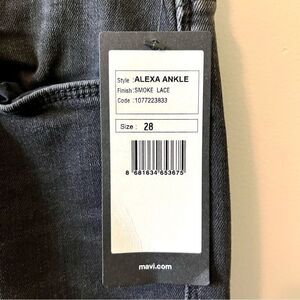 Style : ALEXA ANKLE
Finish : SMOKE LACE
Code : 1077223833
Size : 28
8 681634 653675
mavi.com